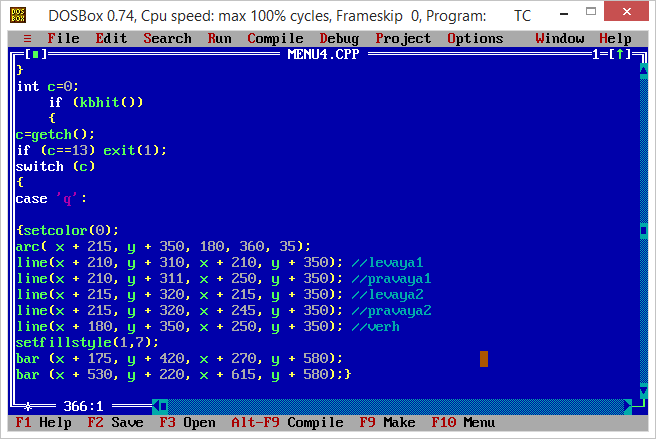 DOSBox 0.74, Cpu speed: max 100% cycles, Frameskip 0, Program: TC
≡ File Edit Search Run Compile Debug Project Options Window Help
[■] MENU4.CPP 1=[↑]
}
int c=0;
if (kbhit())
{
c=getch();
if (c==13) exit(1);
switch (c)
{
case 'q':
{setcolor(0);
arc( x + 215, y + 350, 180, 360, 35);
line(x + 210, y + 310, x + 210, y + 350); //levaya1
line(x + 210, y + 311, x + 250, y + 350); //pravaya1
line(x + 215, y + 320, x + 215, y + 350); //levaya2
line(x + 215, y + 320, x + 245, y + 350); //pravaya2
line(x + 180, y + 350, x + 250, y + 350); //verh
setfillstyle(1,7);
bar (x + 175, y + 420, x + 270, y + 580);
bar (x + 530, y + 220, x + 615, y + 580);}
366:1
F1 Help F2 Save F3 Open Alt-F9 Compile F9 Make F10 Menu